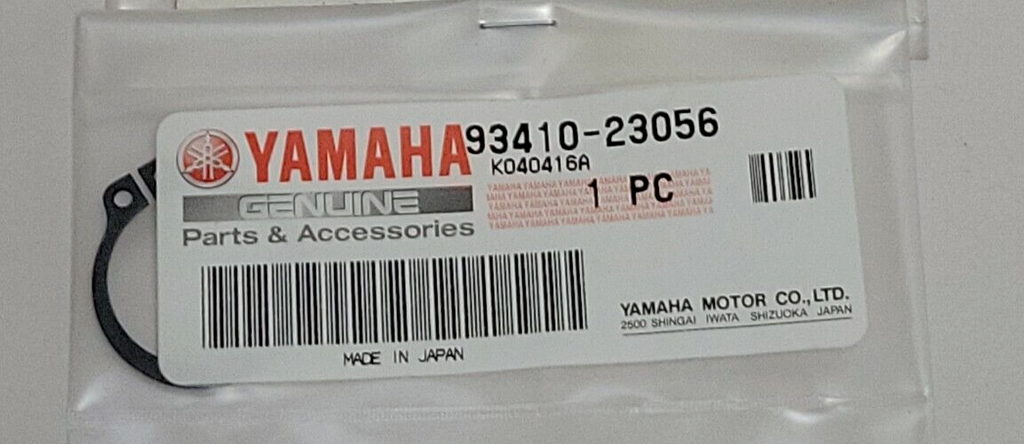 YAMAHA 93410-23056
K040416A
GENUINE
1 PC
Parts & Accessories
YAMAHA MOTOR CO.,LTD.
2500 SHINGAI IWATA SHIZUOKA JAPAN
MADE IN JAPAN